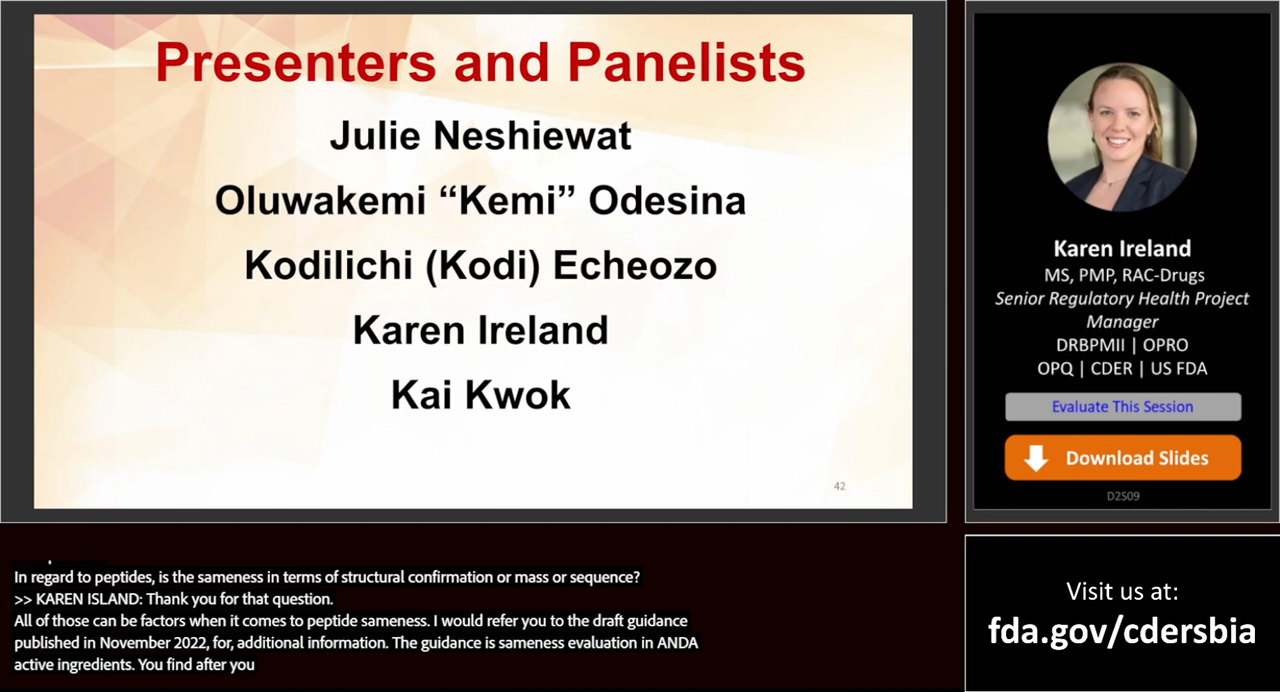 Presenters and Panelists
Julie Neshiewat
Oluwakemi “Kemi” Odesina
Kodilichi (Kodi) Echeozo
Karen Ireland
Kai Kwok
42
Karen Ireland
MS, PMP, RAC-Drugs
Senior Regulatory Health Project
Manager
DRBPMII | OPRO
OPQ | CDER | US FDA
Evaluate This Session
Download Slides
D2S09
In regard to peptides, is the sameness in terms of structural confirmation or mass or sequence?
>> KAREN ISLAND: Thank you for that question.
All of those can be factors when it comes to peptide sameness. I would refer you to the draft guidance
published in November 2022, for, additional information. The guidance is sameness evaluation in ANDA
active ingredients. You find after you
Visit us at:
fda.gov/cdersbia